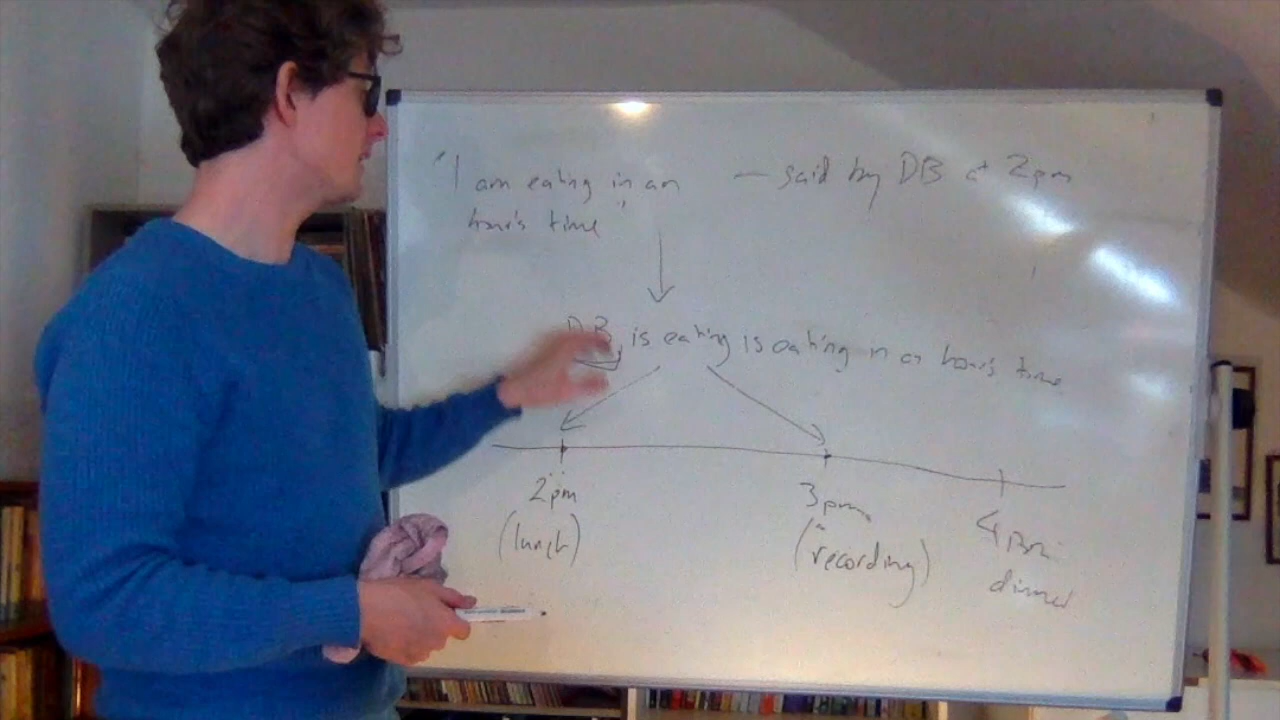 "I am eating in an — said by DB at 2pm
hour's time"
DB is eating is eating in an hour's time
2pm
(lunch)
3pm
(recording)
4pm
dinner